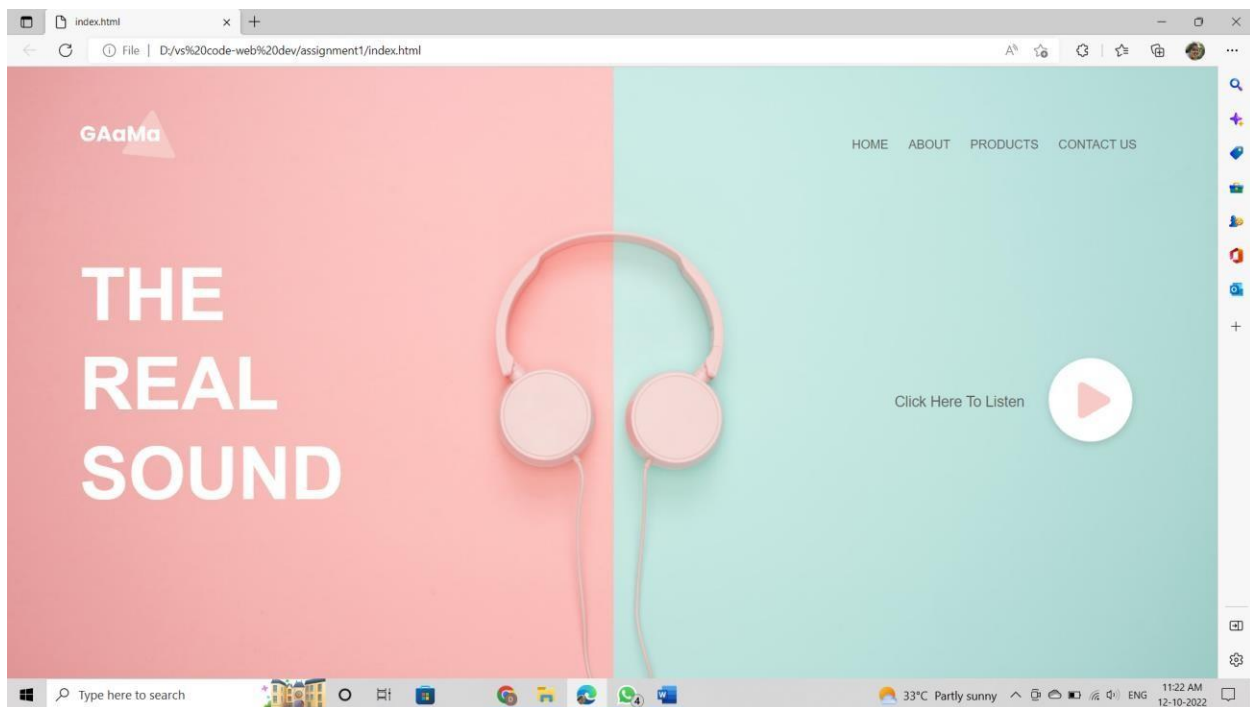 index.html
File | D:/vs%20code-web%20dev/assignment1/index.html
GAaMa
HOME ABOUT PRODUCTS CONTACT US
THE
REAL
SOUND
Click Here To Listen
Type here to search
4
33°C Partly sunny
ENG
11:22 AM
12-10-2022